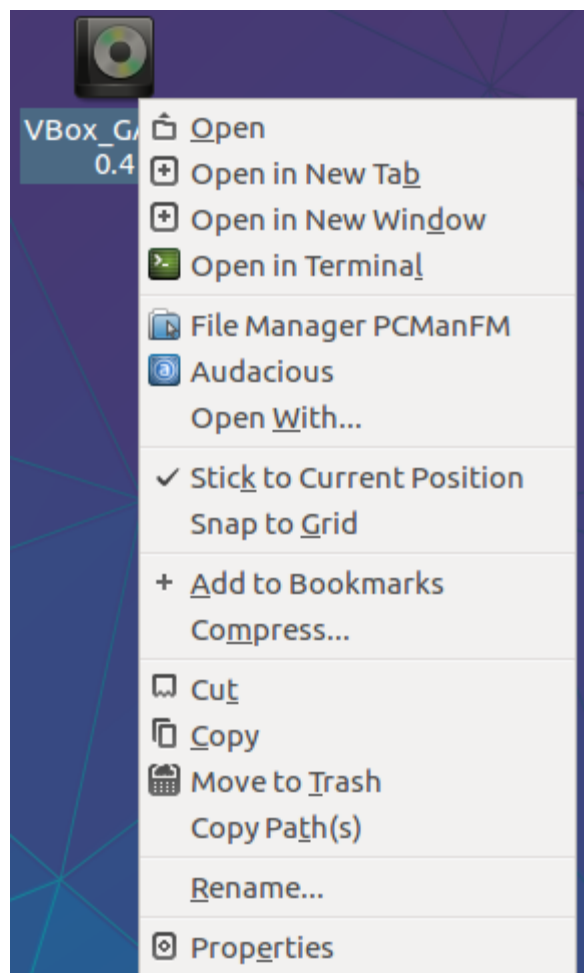 VBox_GA
0.4
Open
Open in New Tab
Open in New Window
Open in Terminal
File Manager PCManFM
Audacious
Open With...
Stick to Current Position
Snap to Grid
Add to Bookmarks
Compress...
Cut
Copy
Move to Trash
Copy Path(s)
Rename...
Properties